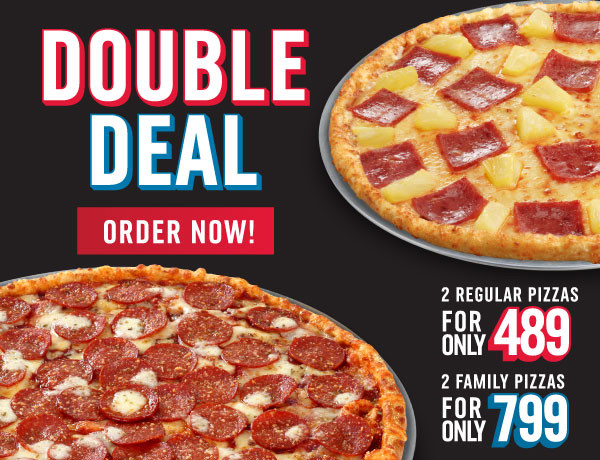 DOUBLE
DEAL
ORDER NOW!
2 REGULAR PIZZAS
FOR ONLY 489
2 FAMILY PIZZAS
FOR ONLY 799